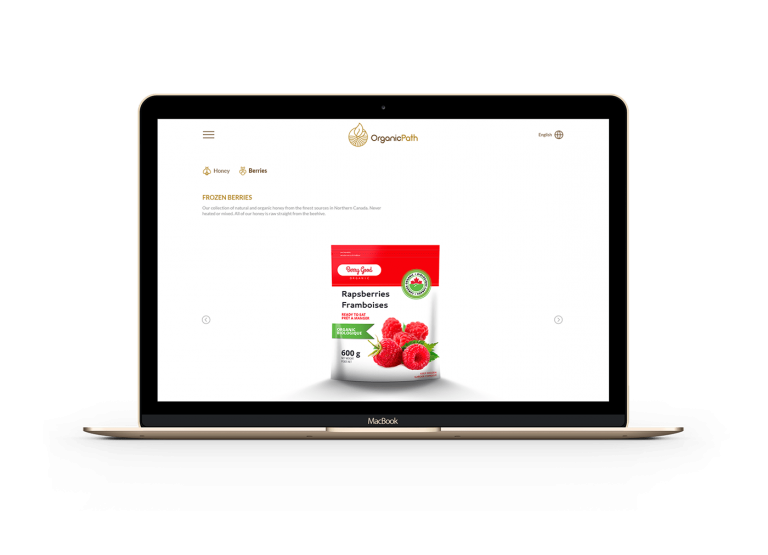 OrganicPath
English
Honey
Berries
FROZEN BERRIES
Our collection of natural and organic honey from the finest sources in Northern Canada. Never
heated or mixed. All of our honey is raw straight from the beehive.
Berry Good
ORGANIC
Rapsberries
Framboises
READY TO EAT
PRÊT À MANGER
ORGANIC
BIOLOGIQUE
600 g
MacBook